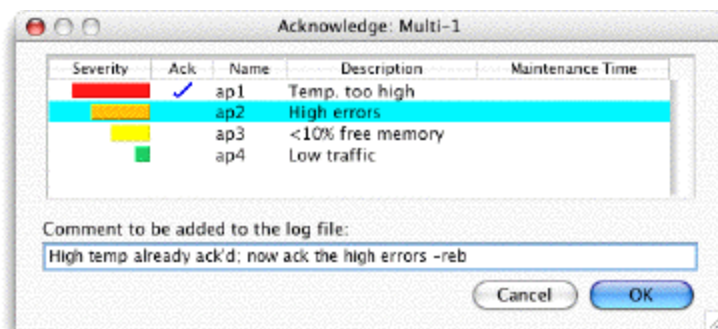 Acknowledge: Multi-1
Severity Ack Name Description Maintenance Time
ap1 Temp. too high
ap2 High errors
ap3 <10% free memory
ap4 Low traffic
Comment to be added to the log file:
High temp already ack'd; now ack the high errors -reb
Cancel OK